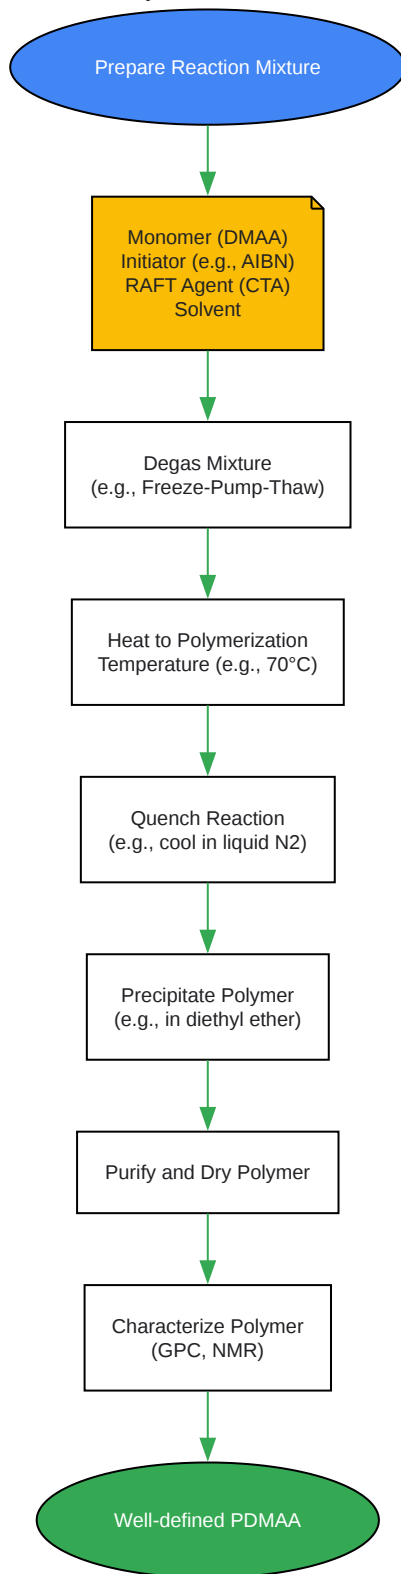 Prepare Reaction Mixture
Monomer (DMAA)
Initiator (e.g., AIBN)
RAFT Agent (CTA)
Solvent
Degas Mixture
(e.g., Freeze-Pump-Thaw)
Heat to Polymerization
Temperature (e.g., 70°C)
Quench Reaction
(e.g., cool in liquid N2)
Precipitate Polymer
(e.g., in diethyl ether)
Purify and Dry Polymer
Characterize Polymer
(GPC, NMR)
Well-defined PDMAA